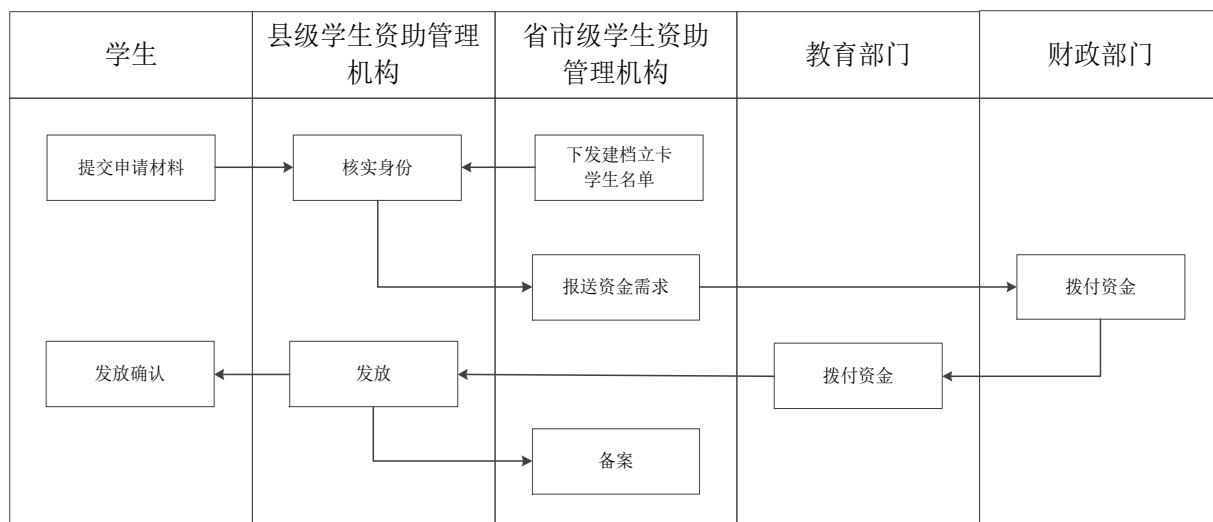 学生
县级学生资助管理
机构
省市级学生资助
管理机构
教育部门
财政部门
提交申请材料
核实身份
下发建档立卡
学生名单
报送资金需求
拨付资金
发放确认
发放
拨付资金
备案